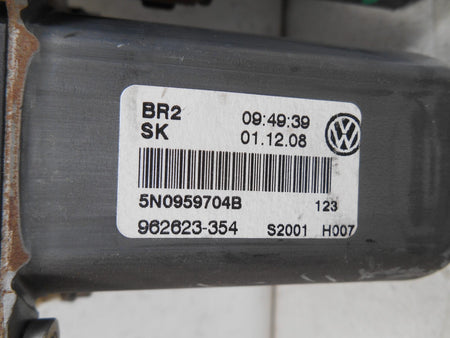 BR2 09:49:39
SK 01.12.08
5N0959704B 123
962623-354 S2001 H007